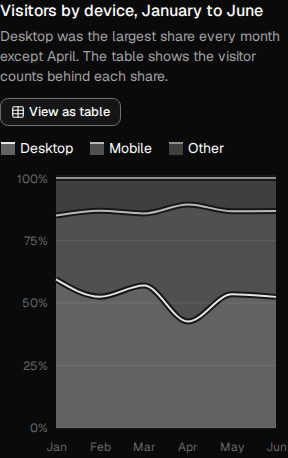 Visitors by device, January to June
Desktop was the largest share every month
except April. The table shows the visitor
counts behind each share.
View as table
Desktop Mobile Other
100%
75%
50%
25%
0%
Jan Feb Mar Apr May Jun